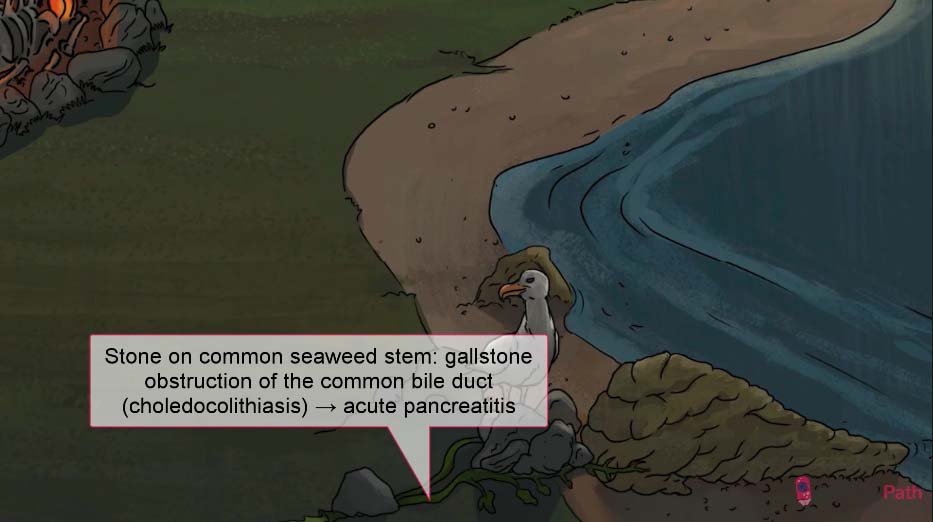 Stone on common seaweed stem: gallstone
obstruction of the common bile duct
(choledocolithiasis) → acute pancreatitis
Path